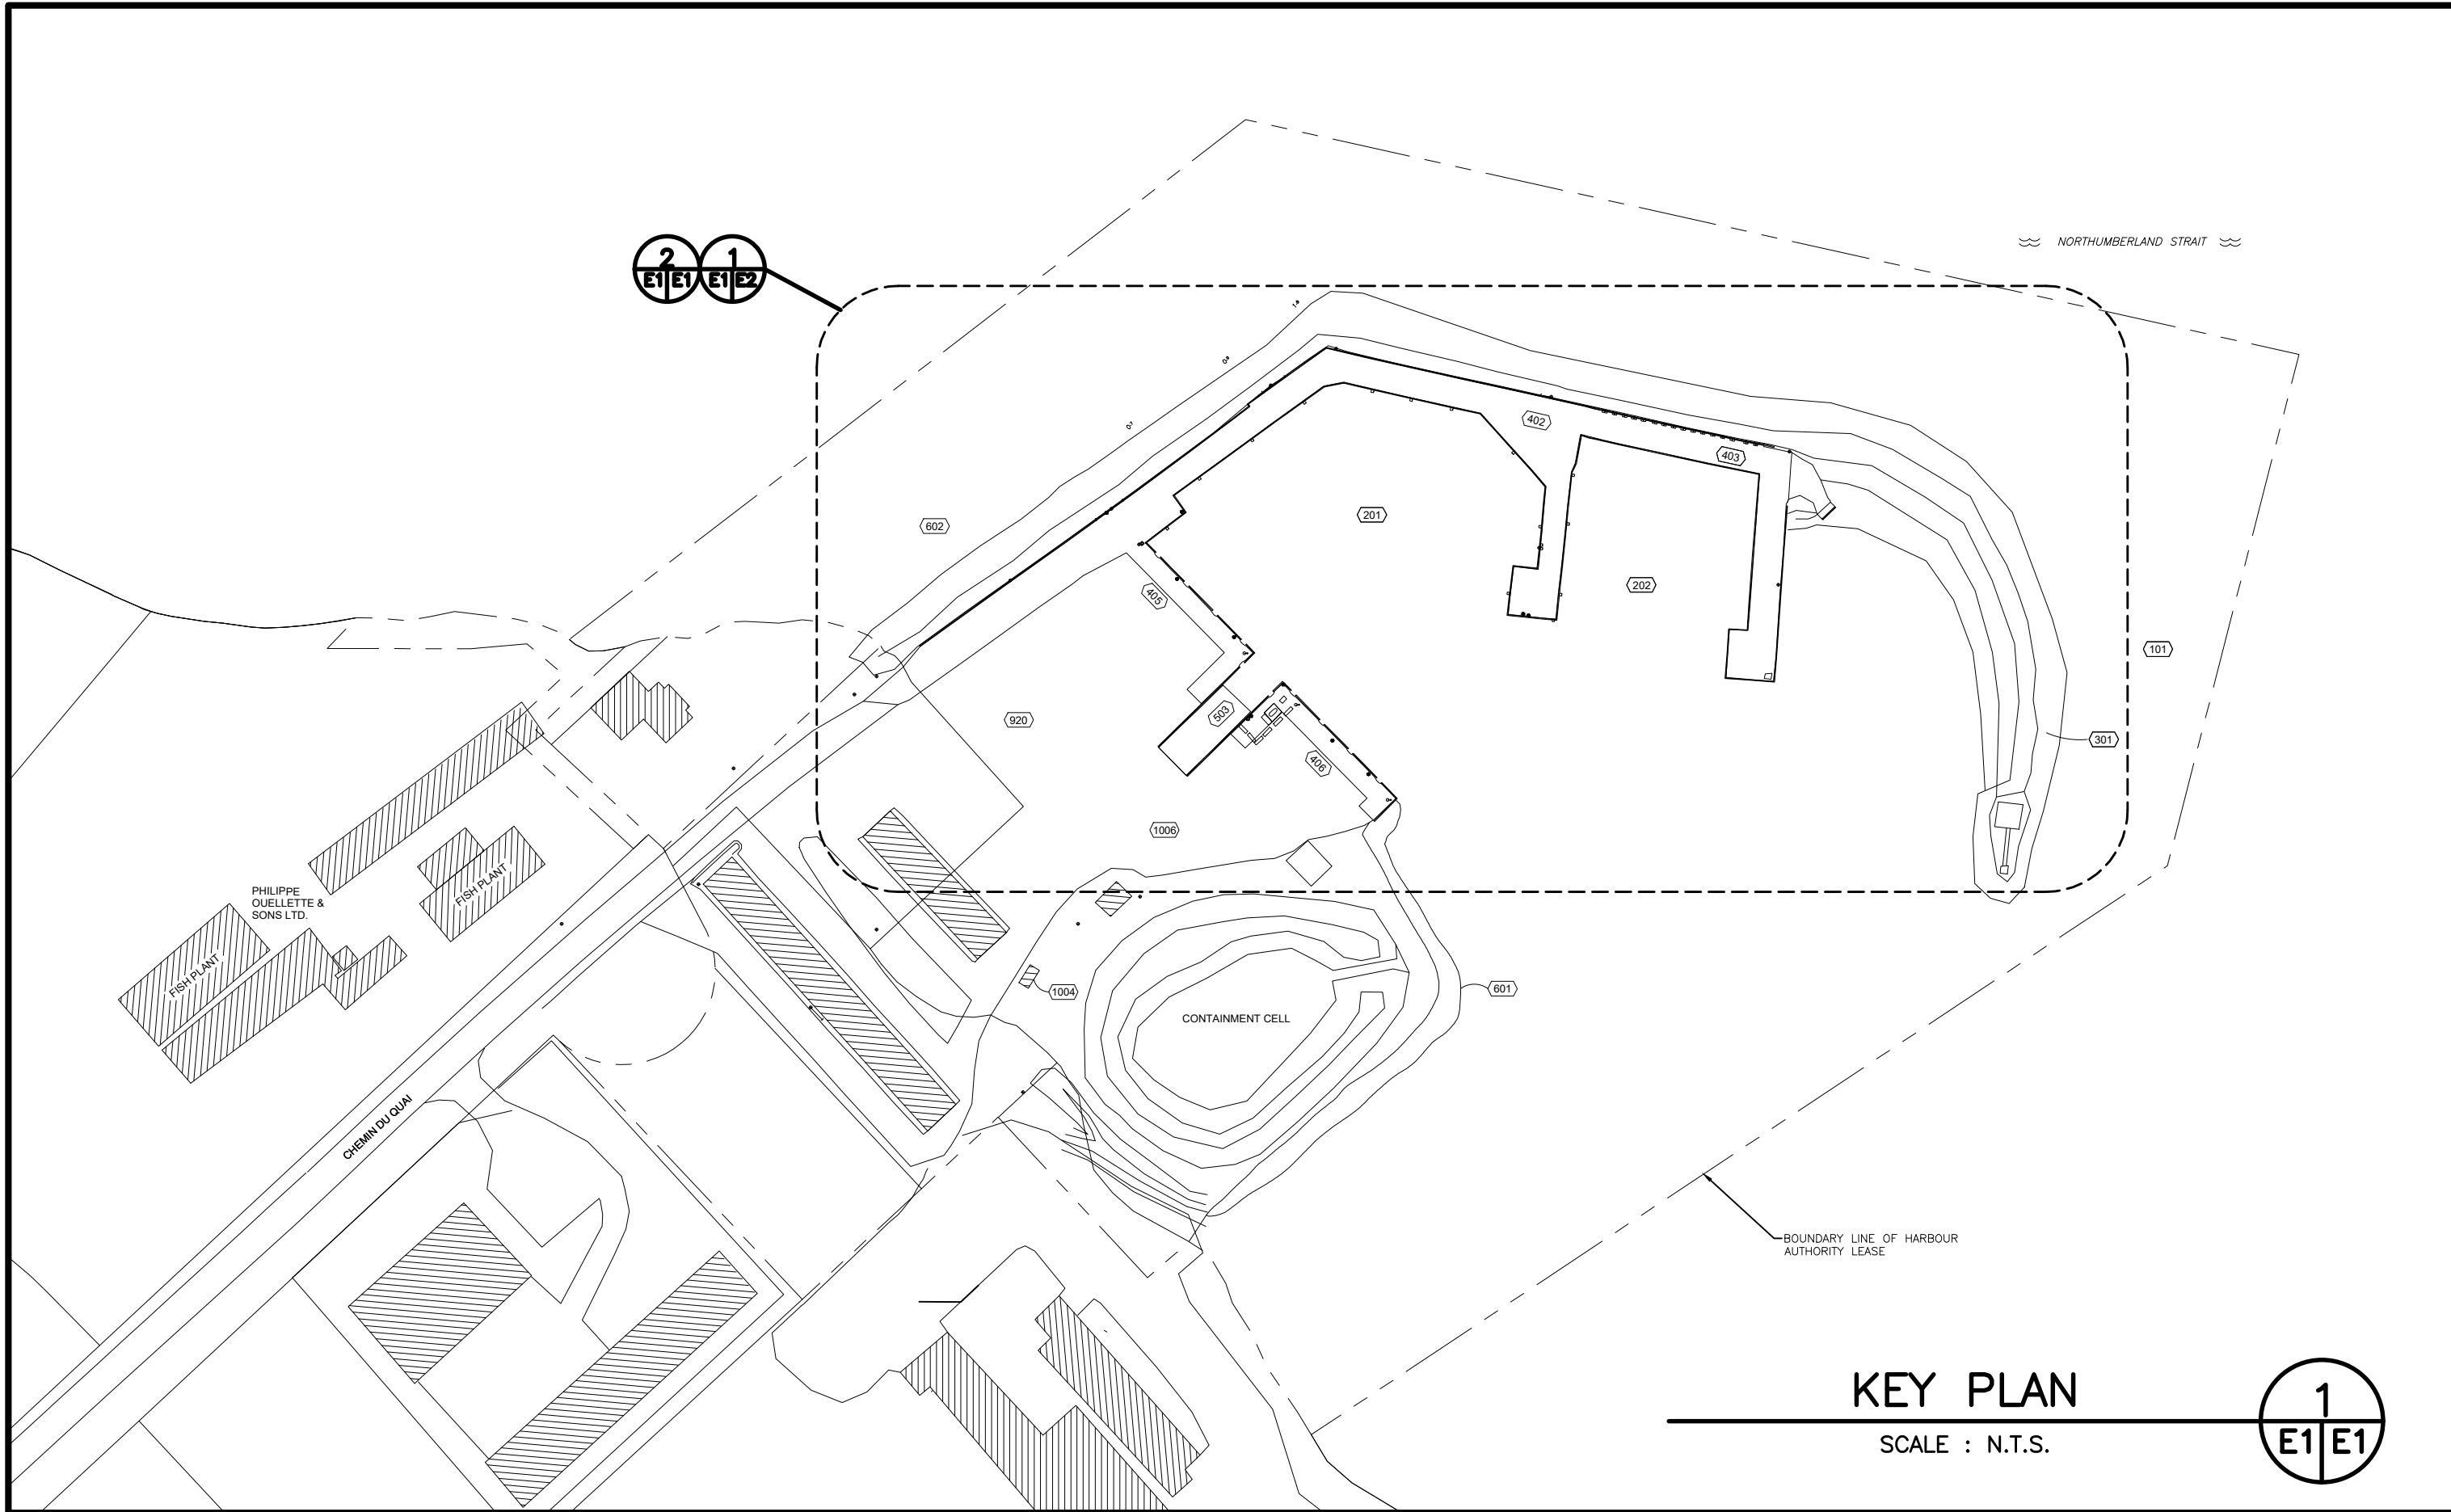 NORTHUMBERLAND STRAIT
2
E1 E1
1
E1 E2
402
403
201
602
202
405
101
503
920
301
406
1006
PHILIPPE
OUELLETTE &
SONS LTD.
FISH PLANT
FISH PLANT
1004
601
CONTAINMENT CELL
CHEMIN DU QUAI
BOUNDARY LINE OF HARBOUR
AUTHORITY LEASE
KEY PLAN
SCALE : N.T.S.
1
E1 E1